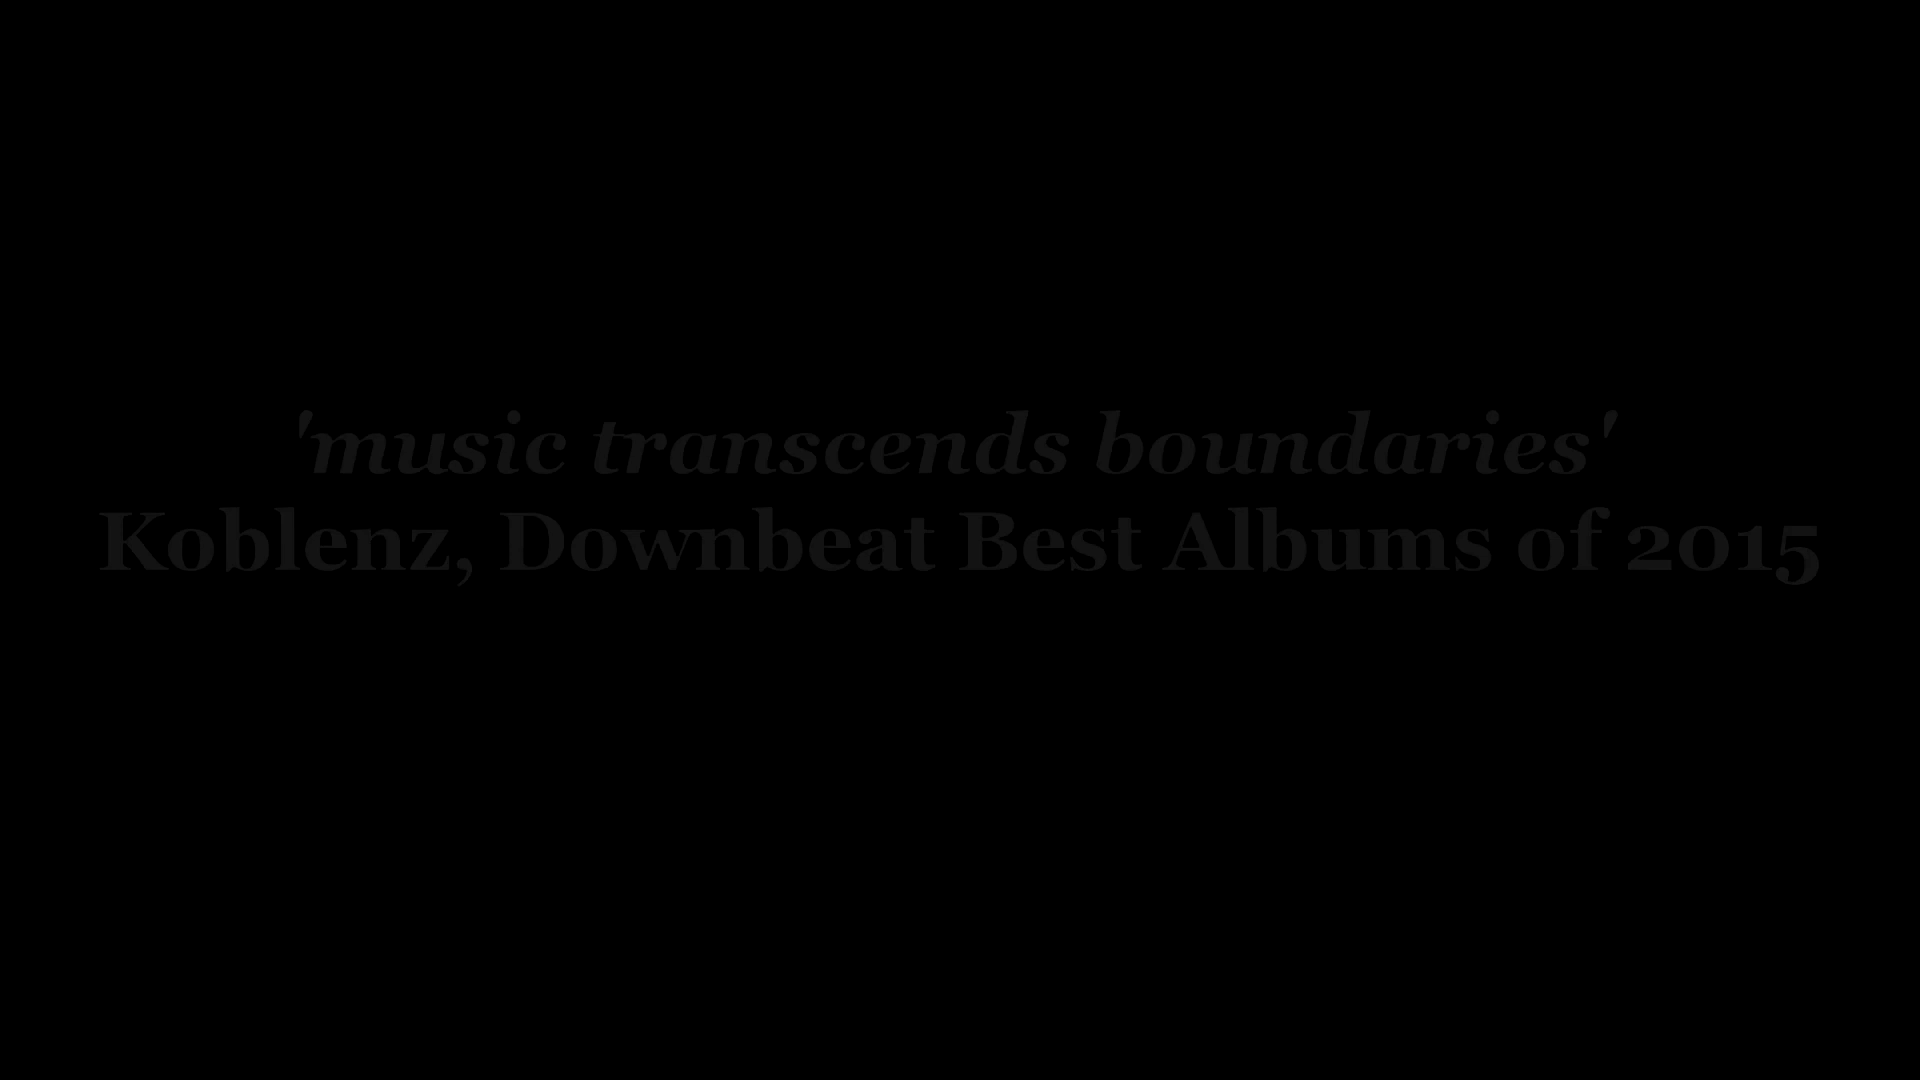 'music transcends boundaries'
Koblenz, Downbeat Best Albums of 2015